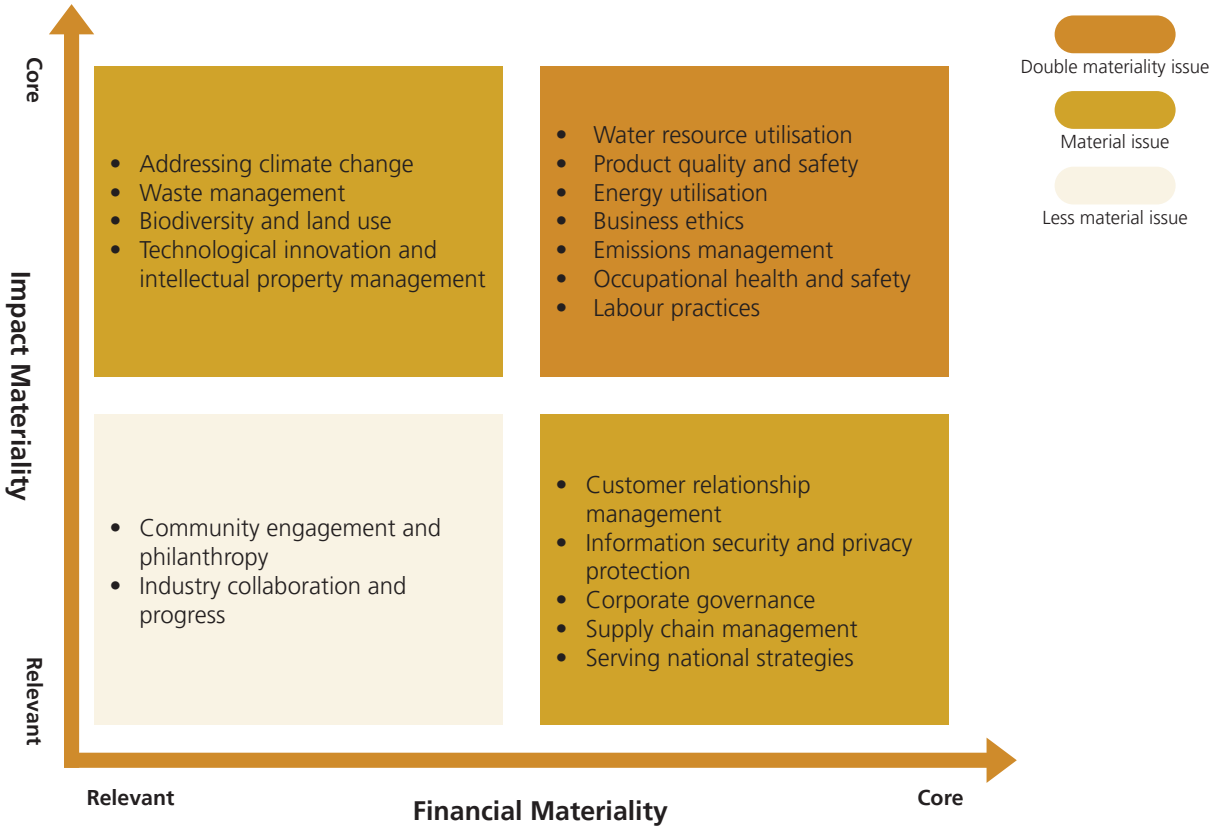 Core
Impact Materiality
Relevant
• Addressing climate change
• Waste management
• Biodiversity and land use
• Technological innovation and
intellectual property management
• Water resource utilisation
• Product quality and safety
• Energy utilisation
• Business ethics
• Emissions management
• Occupational health and safety
• Labour practices
• Community engagement and
philanthropy
• Industry collaboration and
progress
• Customer relationship
management
• Information security and privacy
protection
• Corporate governance
• Supply chain management
• Serving national strategies
Relevant
Financial Materiality
Core
Double materiality issue
Material issue
Less material issue